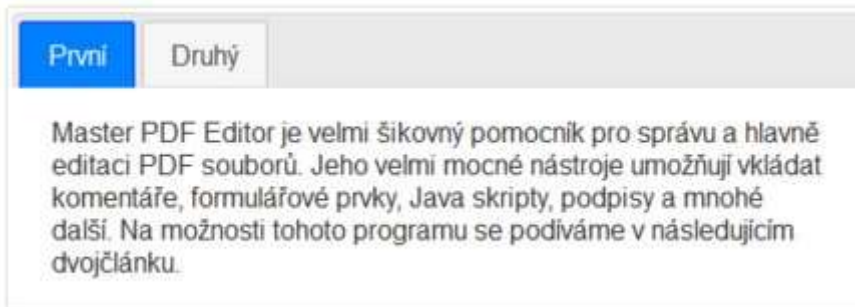 První Druhý
Master PDF Editor je velmi šikovný pomocník pro správu a hlavně
editaci PDF souborů. Jeho velmi mocné nástroje umožňují vkládat
komentáře, formulářové prvky, Java skripty, podpisy a mnohé
další. Na možnosti tohoto programu se podíváme v následujícím
dvojčlánku.